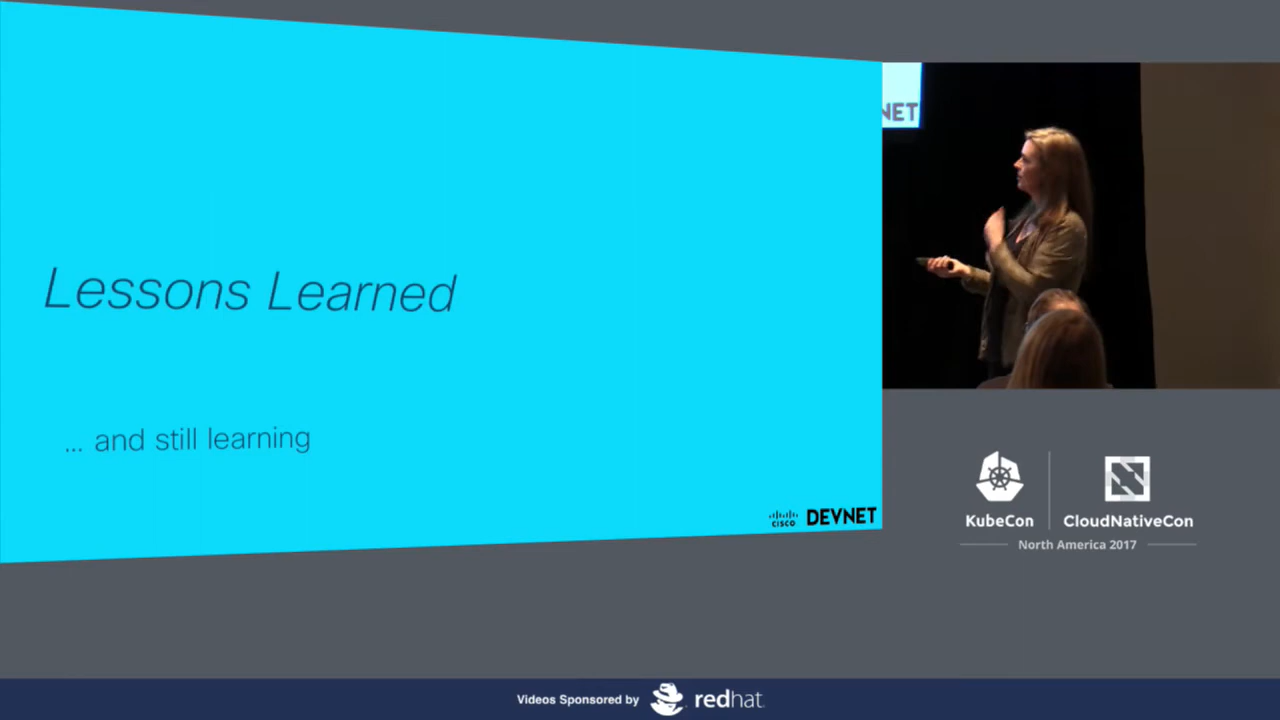 Lessons Learned
... and still learning
CISCO
DEVNET
NET
KubeCon
CloudNativeCon
North America 2017
Videos Sponsored by
redhat